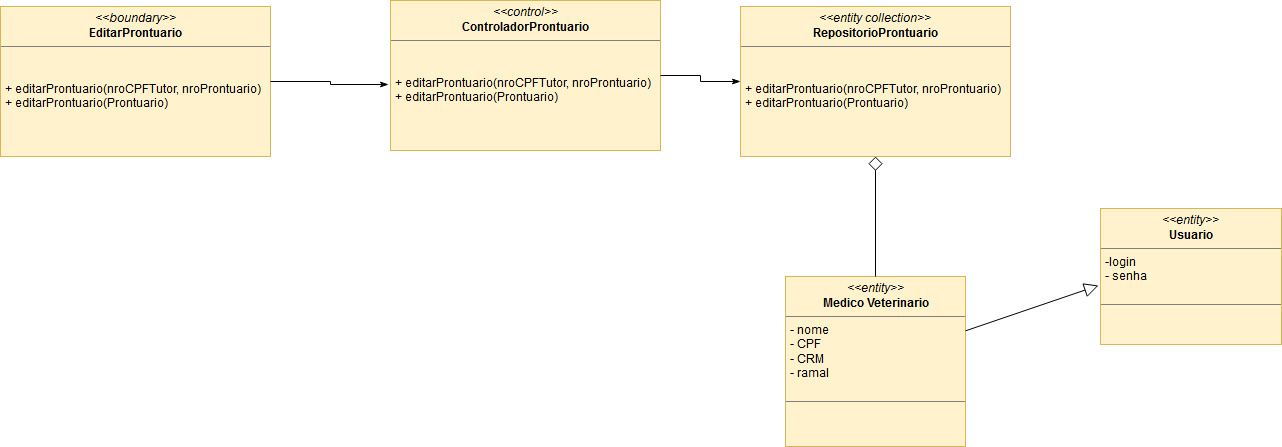 <<boundary>>
EditarProntuario
+ editarProntuario(nroCPFTutor, nroProntuario)
+ editarProntuario(Prontuario)
<<control>>
ControladorProntuario
+ editarProntuario(nroCPFTutor, nroProntuario)
+ editarProntuario(Prontuario)
<<entity collection>>
RepositorioProntuario
+ editarProntuario(nroCPFTutor, nroProntuario)
+ editarProntuario(Prontuario)
<<entity>>
Usuario
-login
- senha
<<entity>>
Medico Veterinario
- nome
- CPF
- CRM
- ramal